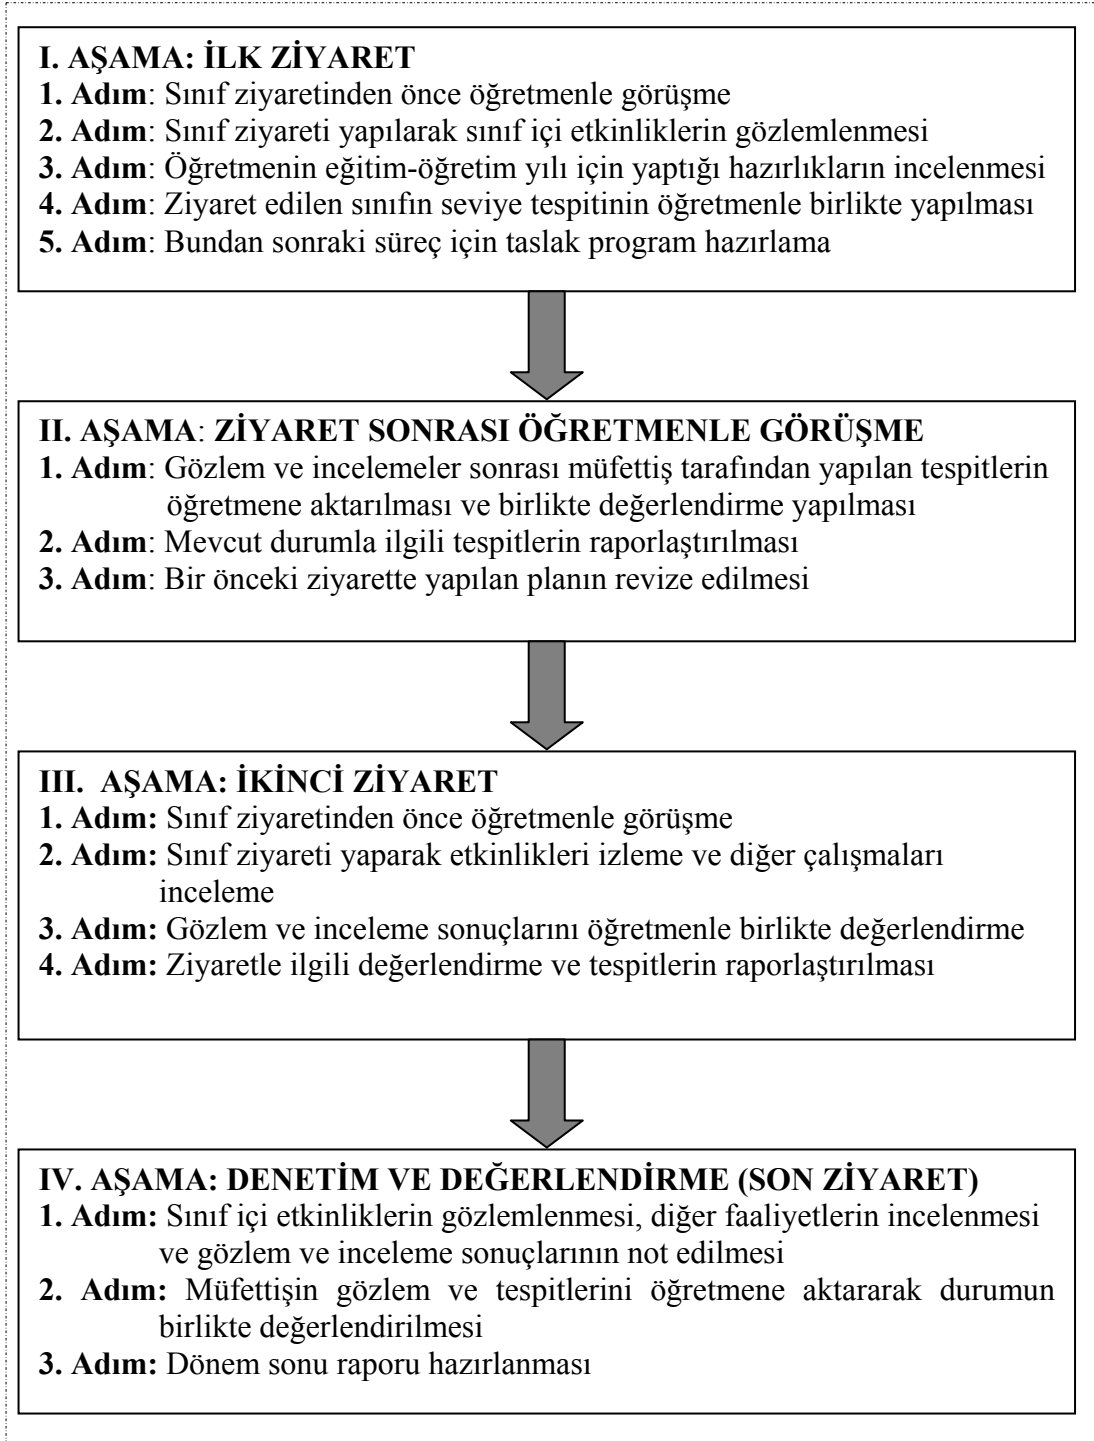 I. AŞAMA: İLK ZİYARET
1. Adım: Sınıf ziyaretinden önce öğretmenle görüşme
2. Adım: Sınıf ziyareti yapılarak sınıf içi etkinliklerin gözlemlenmesi
3. Adım: Öğretmenin eğitim-öğretim yılı için yaptığı hazırlıkların incelenmesi
4. Adım: Ziyaret edilen sınıfın seviye tespitinin öğretmenle birlikte yapılması
5. Adım: Bundan sonraki süreç için taslak program hazırlama
II. AŞAMA: ZİYARET SONRASI ÖĞRETMENLE GÖRÜŞME
1. Adım: Gözlem ve incelemeler sonrası müfettiş tarafından yapılan tespitlerin
öğretmene aktarılması ve birlikte değerlendirme yapılması
2. Adım: Mevcut durumla ilgili tespitlerin raporlaştırılması
3. Adım: Bir önceki ziyarette yapılan planın revize edilmesi
III. AŞAMA: İKİNCİ ZİYARET
1. Adım: Sınıf ziyaretinden önce öğretmenle görüşme
2. Adım: Sınıf ziyareti yaparak etkinlikleri izleme ve diğer çalışmaları
inceleme
3. Adım: Gözlem ve inceleme sonuçlarını öğretmenle birlikte değerlendirme
4. Adım: Ziyaretle ilgili değerlendirme ve tespitlerin raporlaştırılması
IV. AŞAMA: DENETİM VE DEĞERLENDİRME (SON ZİYARET)
1. Adım: Sınıf içi etkinliklerin gözlemlenmesi, diğer faaliyetlerin incelenmesi
ve gözlem ve inceleme sonuçlarının not edilmesi
2. Adım: Müfettişin gözlem ve tespitlerini öğretmene aktararak durumun
birlikte değerlendirilmesi
3. Adım: Dönem sonu raporu hazırlanması